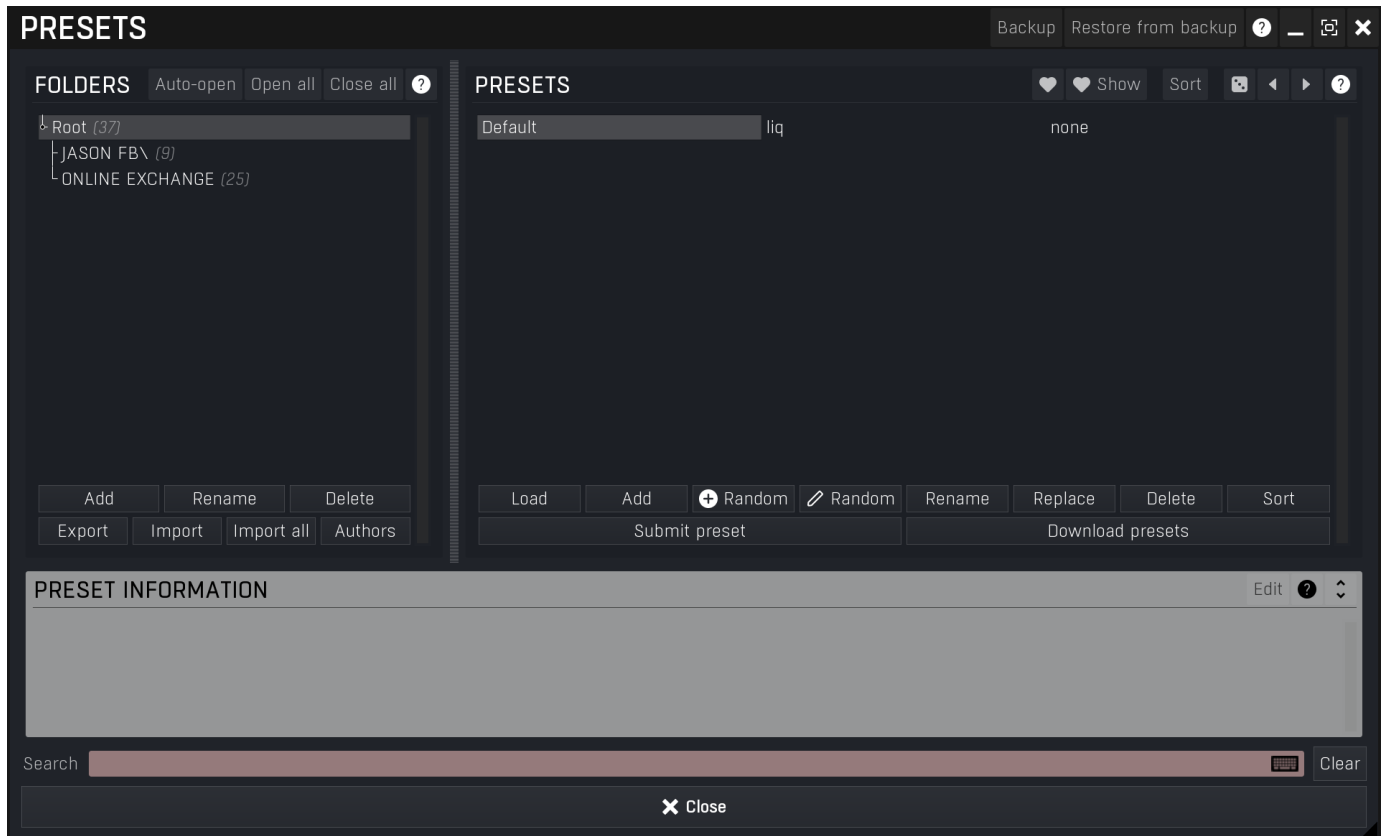 PRESETS Backup Restore from backup ?
FOLDERS Auto-open Open all Close all ?
Root (37)
JASON FB\ (9)
ONLINE EXCHANGE (25)
Add Rename Delete
Export Import Import all Authors
PRESETS Show Sort ?
Default liq none
Load Add Random Random Rename Replace Delete Sort
Submit preset Download presets
PRESET INFORMATION Edit ?
Search Clear
Close